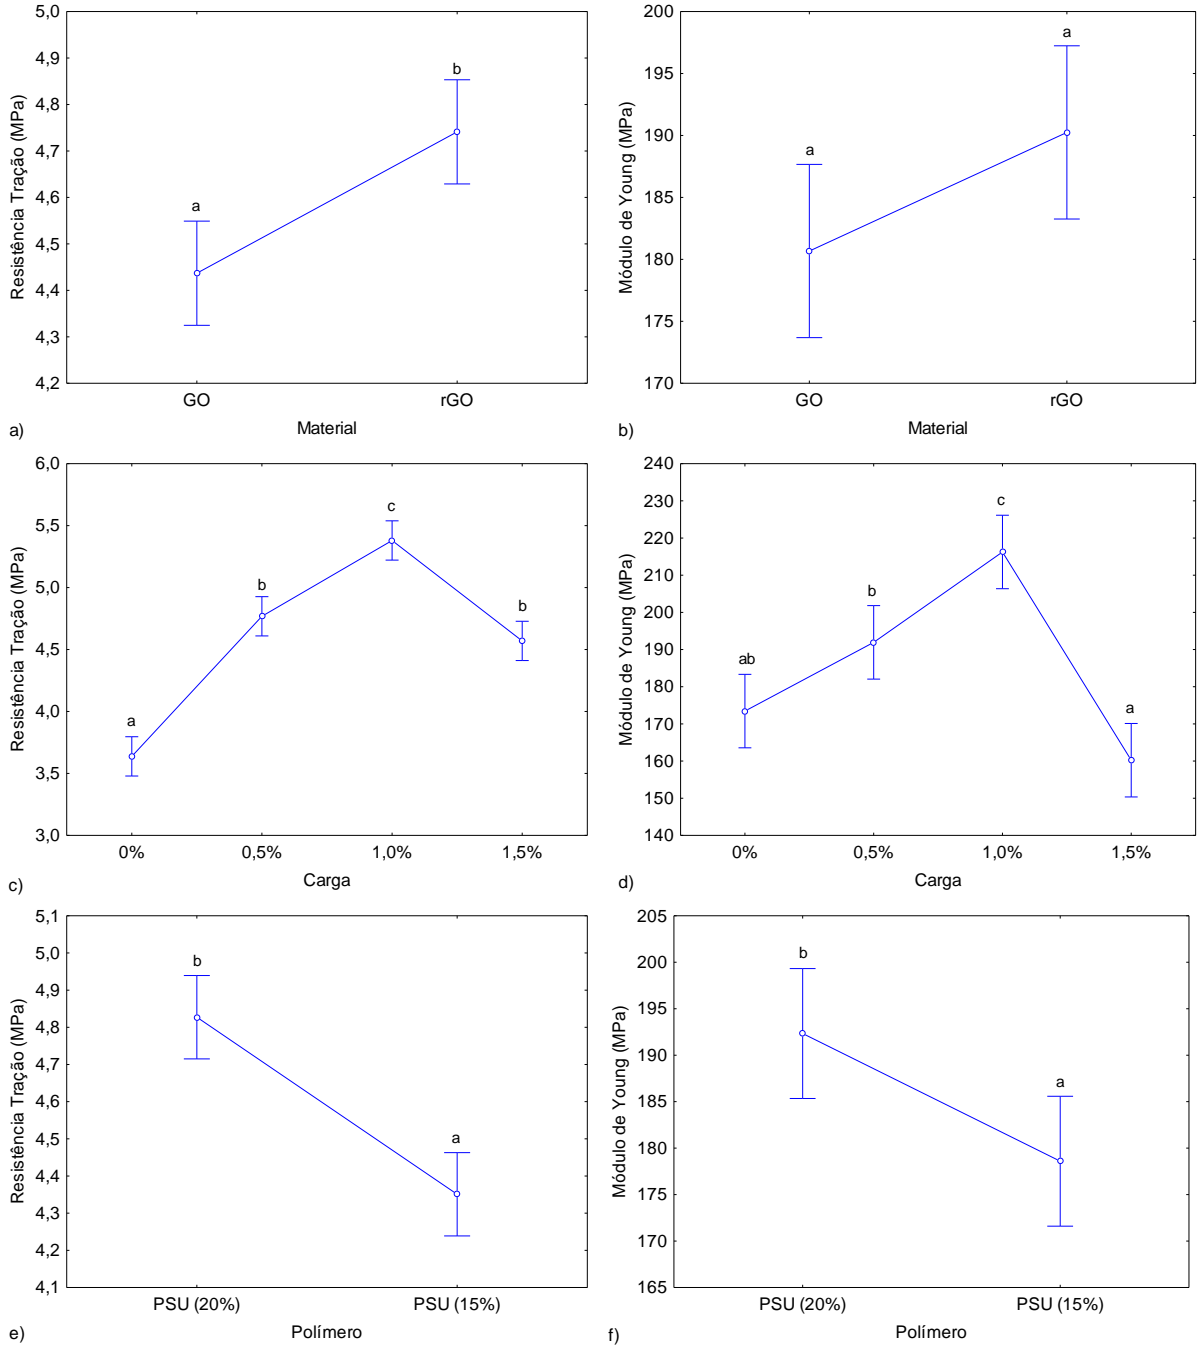 5,0
4,9
4,8
4,7
4,6
4,5
4,4
4,3
4,2
Resistência Tração (MPa)
a
b
GO rGO
Material
a)
200
195
190
185
180
175
170
Módulo de Young (MPa)
a
a
GO rGO
Material
b)
6,0
5,5
5,0
4,5
4,0
3,5
3,0
Resistência Tração (MPa)
a
b
c
b
0% 0,5% 1,0% 1,5%
Carga
c)
240
230
220
210
200
190
180
170
160
150
140
Módulo de Young (MPa)
ab
b
c
a
0% 0,5% 1,0% 1,5%
Carga
d)
5,1
5,0
4,9
4,8
4,7
4,6
4,5
4,4
4,3
4,2
4,1
Resistência Tração (MPa)
b
a
PSU (20%) PSU (15%)
Polímero
e)
205
200
195
190
185
180
175
170
165
Módulo de Young (MPa)
b
a
PSU (20%) PSU (15%)
Polímero
f)